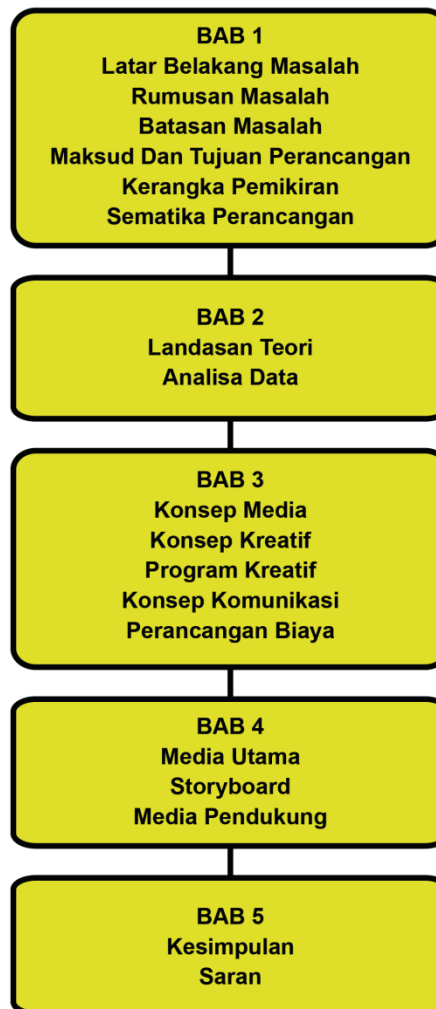 BAB 1
Latar Belakang Masalah
Rumusan Masalah
Batasan Masalah
Maksud Dan Tujuan Perancangan
Kerangka Pemikiran
Sematika Perancangan
BAB 2
Landasan Teori
Analisa Data
BAB 3
Konsep Media
Konsep Kreatif
Program Kreatif
Konsep Komunikasi
Perancangan Biaya
BAB 4
Media Utama
Storyboard
Media Pendukung
BAB 5
Kesimpulan
Saran